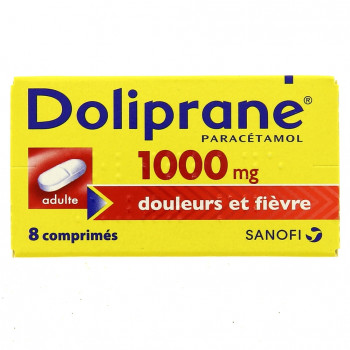 Doliprane®
PARACÉTAMOL
1000 mg
adulte
douleurs et fièvre
8 comprimés
SANOFI